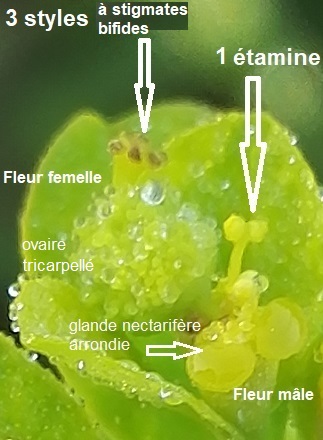 3 styles à stigmates
bifides
1 étamine
Fleur femelle
ovaire
tricarpellé
glande nectarifère
arrondie
Fleur mâle